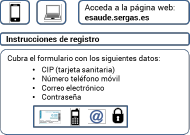 Acceda a la página web:
esaude.sergas.es
Instrucciones de registro
Cubra el formulario con los siguientes datos:
• CIP (tarjeta sanitaria)
• Número teléfono móvil
• Correo electrónico
• Contraseña
@